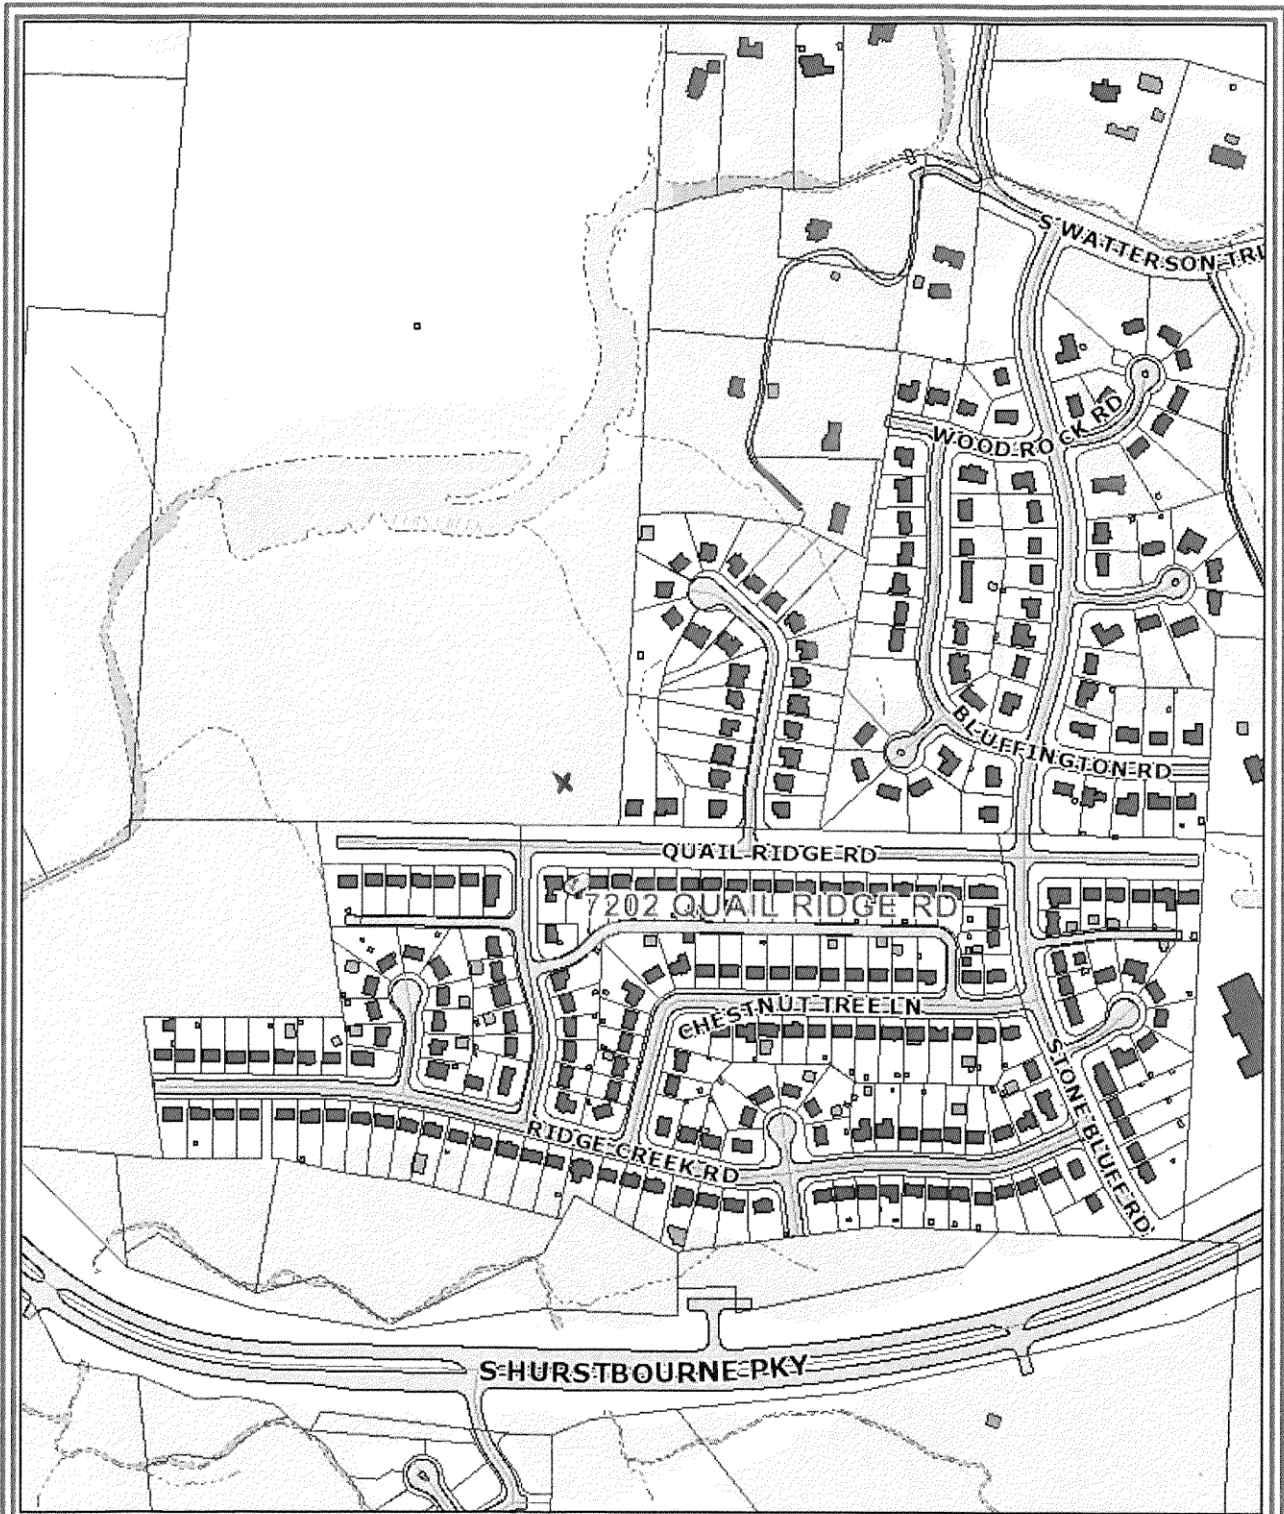 S WATTERSON TRL
WOOD ROCK RD
BLUFFINGTON RD
QUAIL RIDGE RD
7202 QUAIL RIDGE RD
CHESTNUT TREE LN
STONE BLUFF RD
RIDGE CREEK RD
S HURSTBOURNE PKY